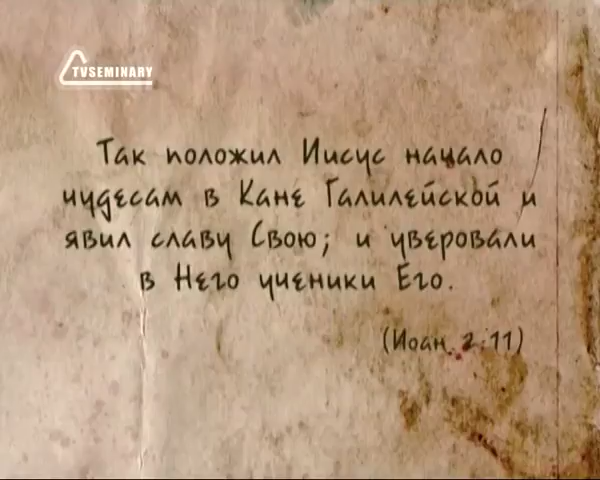 TVSEMINARY
Так положил Иисус начало
чудесам в Кане Галилейской и
явил славу Свою; и уверовали
в Него ученики Его.
(Иоан. 2:11)